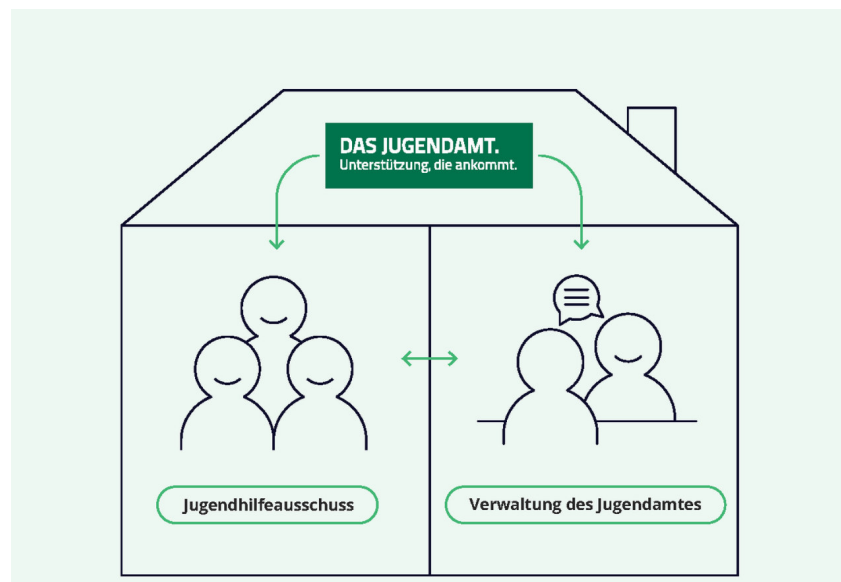 DAS JUGENDAMT.
Unterstützung, die ankommt.
Jugendhilfeausschuss
Verwaltung des Jugendamtes